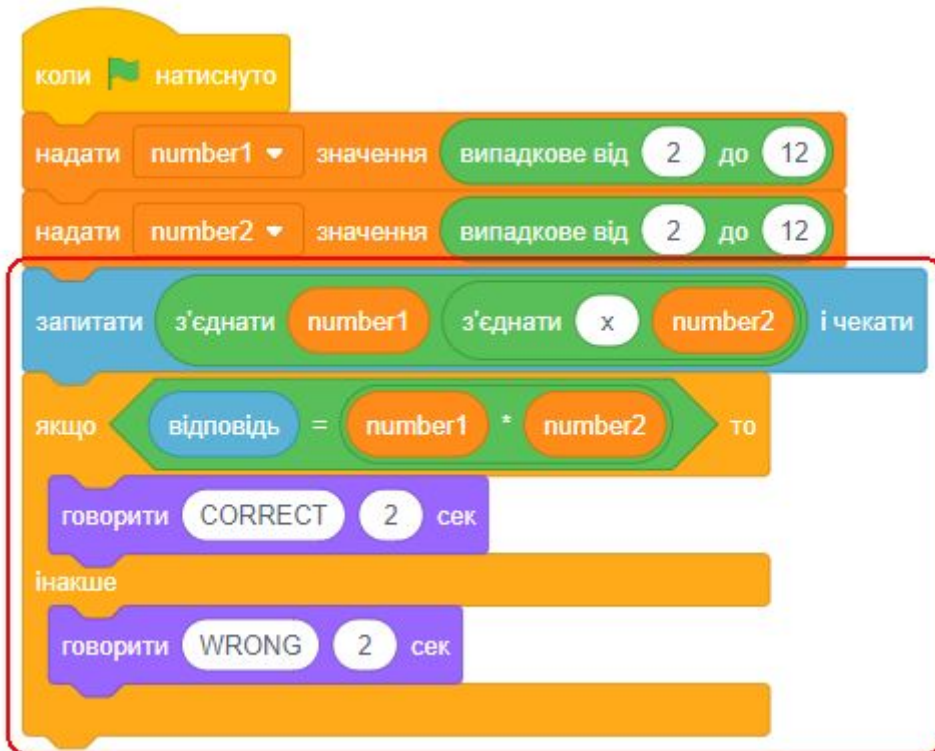 коли натиснуто
надати number1 значення випадкове від 2 до 12
надати number2 значення випадкове від 2 до 12
запитати з'єднати number1 з'єднати x number2 і чекати
якщо відповідь = number1 * number2 то
говорити CORRECT 2 сек
інакше
говорити WRONG 2 сек